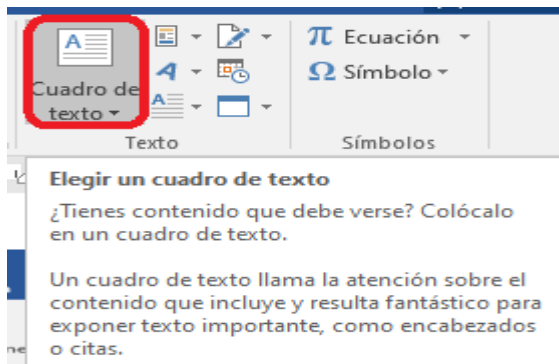 Cuadro de
texto
Ecuación
Símbolo
Texto
Símbolos
Elegir un cuadro de texto
¿Tienes contenido que debe verse? Colócalo
en un cuadro de texto.
Un cuadro de texto llama la atención sobre el
contenido que incluye y resulta fantástico para
exponer texto importante, como encabezados
o citas.